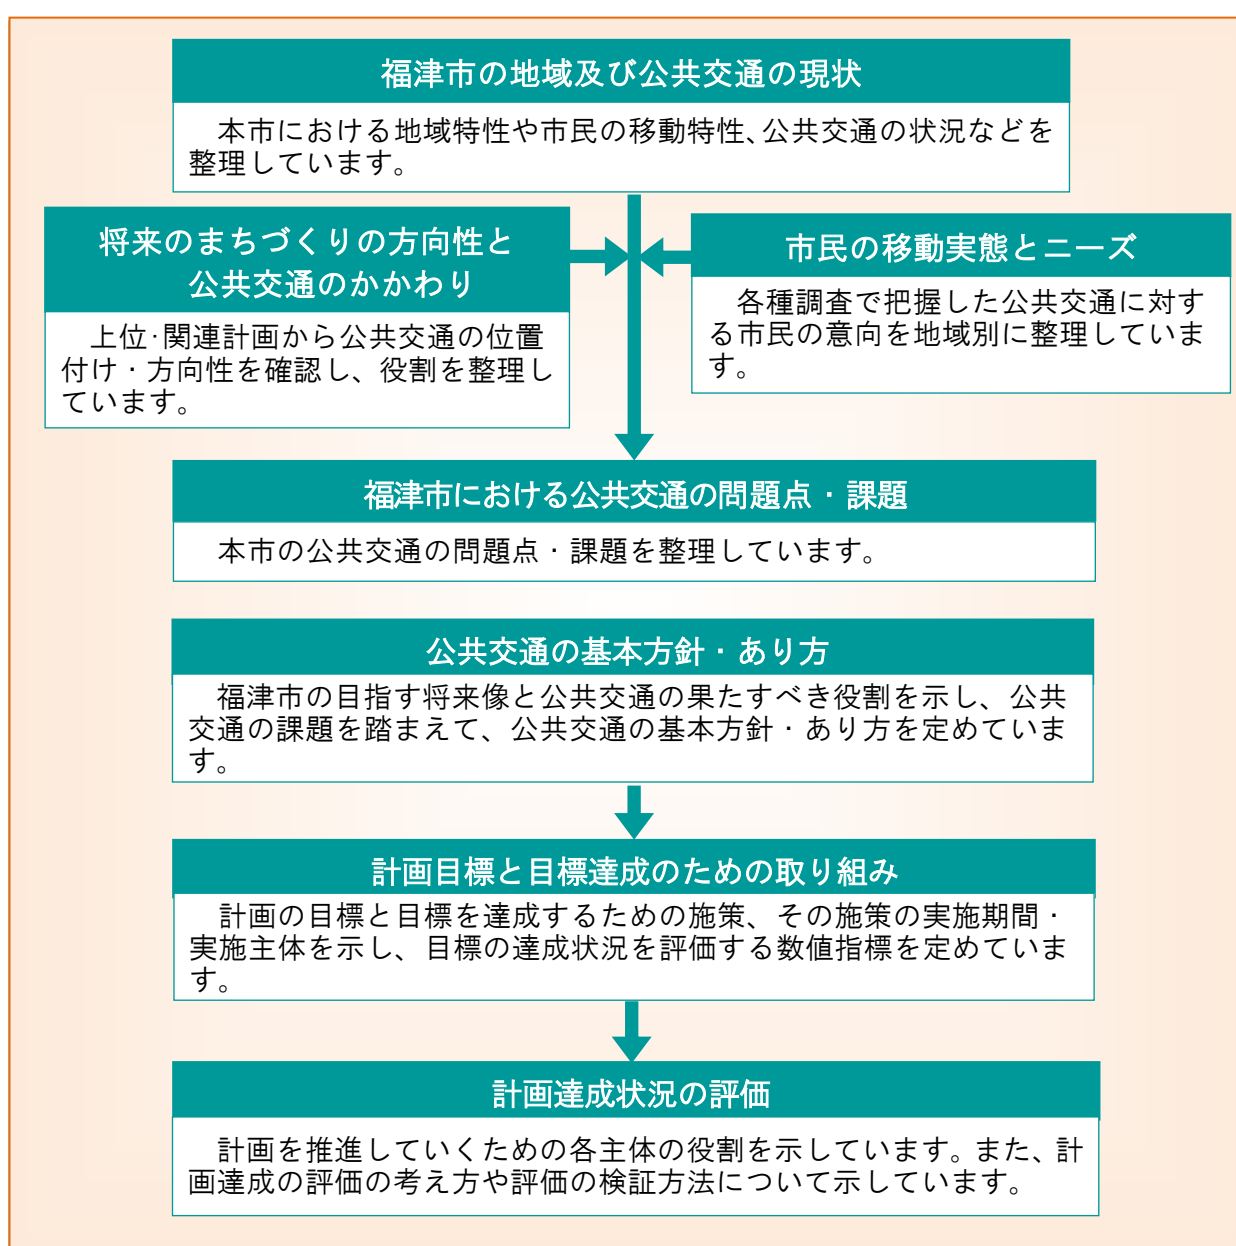 福津市の地域及び公共交通の現状
本市における地域特性や市民の移動特性、公共交通の状況などを
整理しています。
将来のまちづくりの方向性と
公共交通のかかわり
上位・関連計画から公共交通の位置
付け・方向性を確認し、役割を整理し
ています。
市民の移動実態とニーズ
各種調査で把握した公共交通に対す
る市民の意向を地域別に整理していま
す。
福津市における公共交通の問題点・課題
本市の公共交通の問題点・課題を整理しています。
公共交通の基本方針・あり方
福津市の目指す将来像と公共交通の果たすべき役割を示し、公共
交通の課題を踏まえて、公共交通の基本方針・あり方を定めていま
す。
計画目標と目標達成のための取り組み
計画の目標と目標を達成するための施策、その施策の実施期間・
実施主体を示し、目標の達成状況を評価する数値指標を定めていま
す。
計画達成状況の評価
計画を推進していくための各主体の役割を示しています。また、計
画達成の評価の考え方や評価の検証方法について示しています。